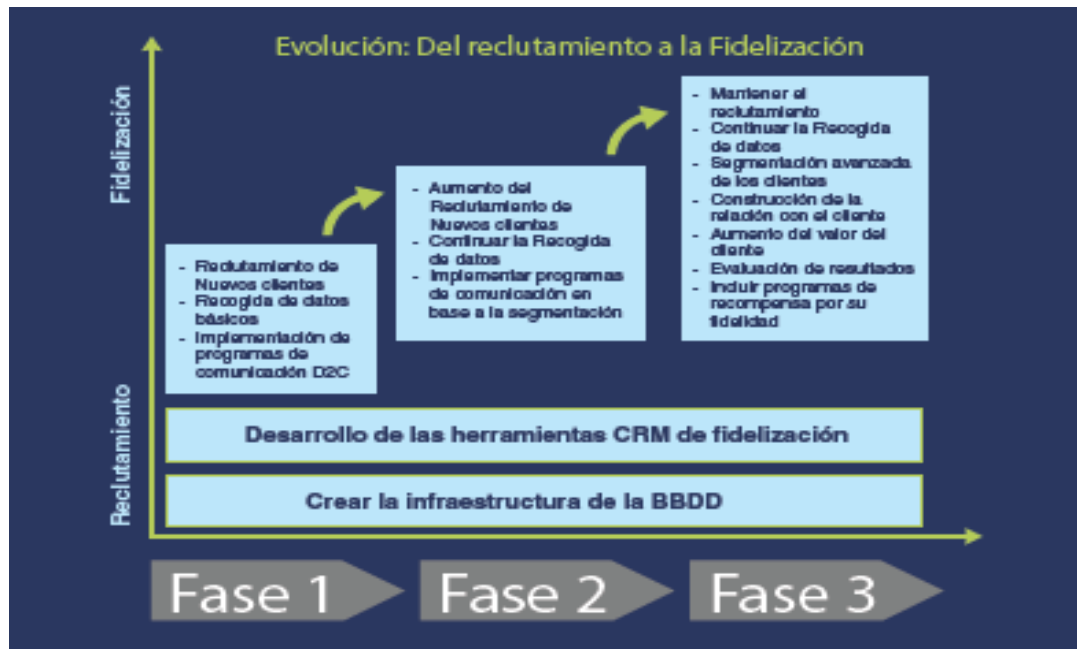 Evolución: Del reclutamiento a la Fidelización
Fidelización
Reclutamiento
- Reclutamiento de
Nuevos clientes
- Recogida de datos
básicos
- Implementación de
programas de
comunicación D2C
- Aumento del
Reclutamiento de
Nuevos clientes
- Continuar la Recogida
de datos
- Implementar programas
de comunicación en
base a la segmentación
- Mantener el
reclutamiento
- Continuar la Recogida
de datos
- Segmentación avanzada
de los clientes
- Construcción de la
relación con el cliente
- Aumento del valor del
cliente
- Evaluación de resultados
- Incluir programas de
recompensa por su
fidelidad
Desarrollo de las herramientas CRM de fidelización
Crear la infraestructura de la BBDD
Fase 1
Fase 2
Fase 3